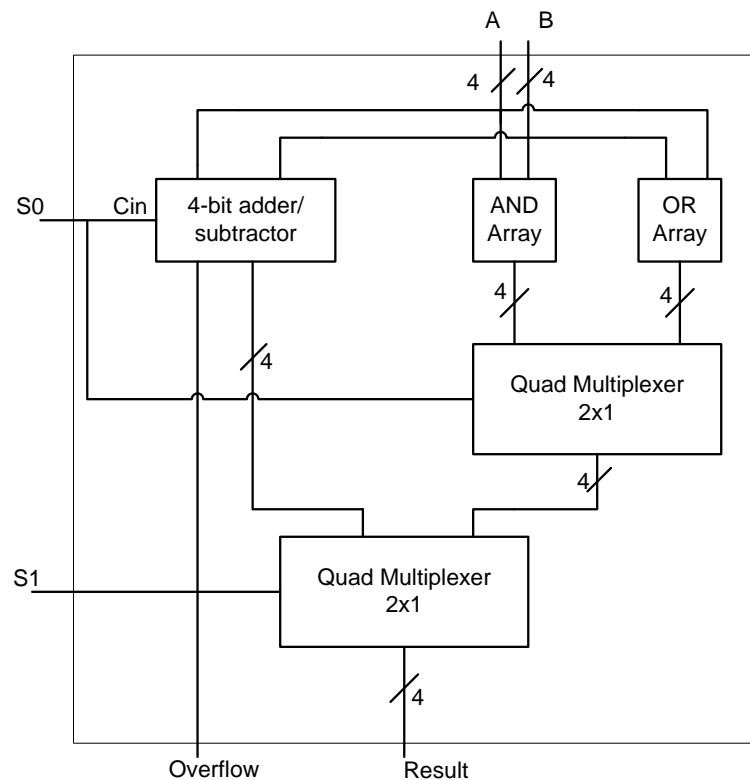 A B
4 4
S0
Cin
4-bit adder/
subtractor
AND
Array
OR
Array
4
4
4
Quad Multiplexer
2x1
4
S1
Quad Multiplexer
2x1
4
Overflow
Result